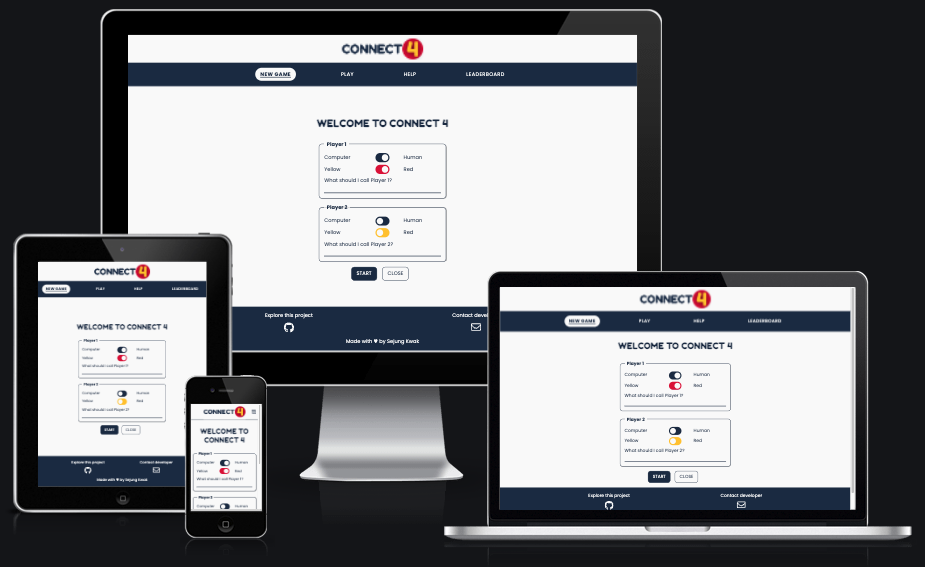 CONNECT 4
NEW GAME PLAY HELP LEADERBOARD
WELCOME TO CONNECT 4
Player 1
Computer Human
Yellow Red
What should I call Player 1?
Player 2
Computer Human
Yellow Red
What should I call Player 2?
START CLOSE
Explore this project Contact devel
Made with ♥ by Sejung Kwak
CONNECT 4
NEW GAME PLAY HELP LEADERBOARD
WELCOME TO CONNECT 4
Player 1
Computer Human
Yellow Red
What should I call Player 1?
Player 2
Computer Human
Yellow Red
What should I call Player 2?
START CLOSE
Explore this project Contact developer
Made with ♥ by Sejung Kwak
CONNECT 4
WELCOME TO
CONNECT 4
Player 1
Computer Human
Yellow Red
What should I call Player 1?
Player 2
Computer Human
CONNECT 4
NEW GAME PLAY HELP LEADERBOARD
WELCOME TO CONNECT 4
Player 1
Computer Human
Yellow Red
What should I call Player 1?
Player 2
Computer Human
Yellow Red
What should I call Player 2?
START CLOSE
Explore this project Contact developer